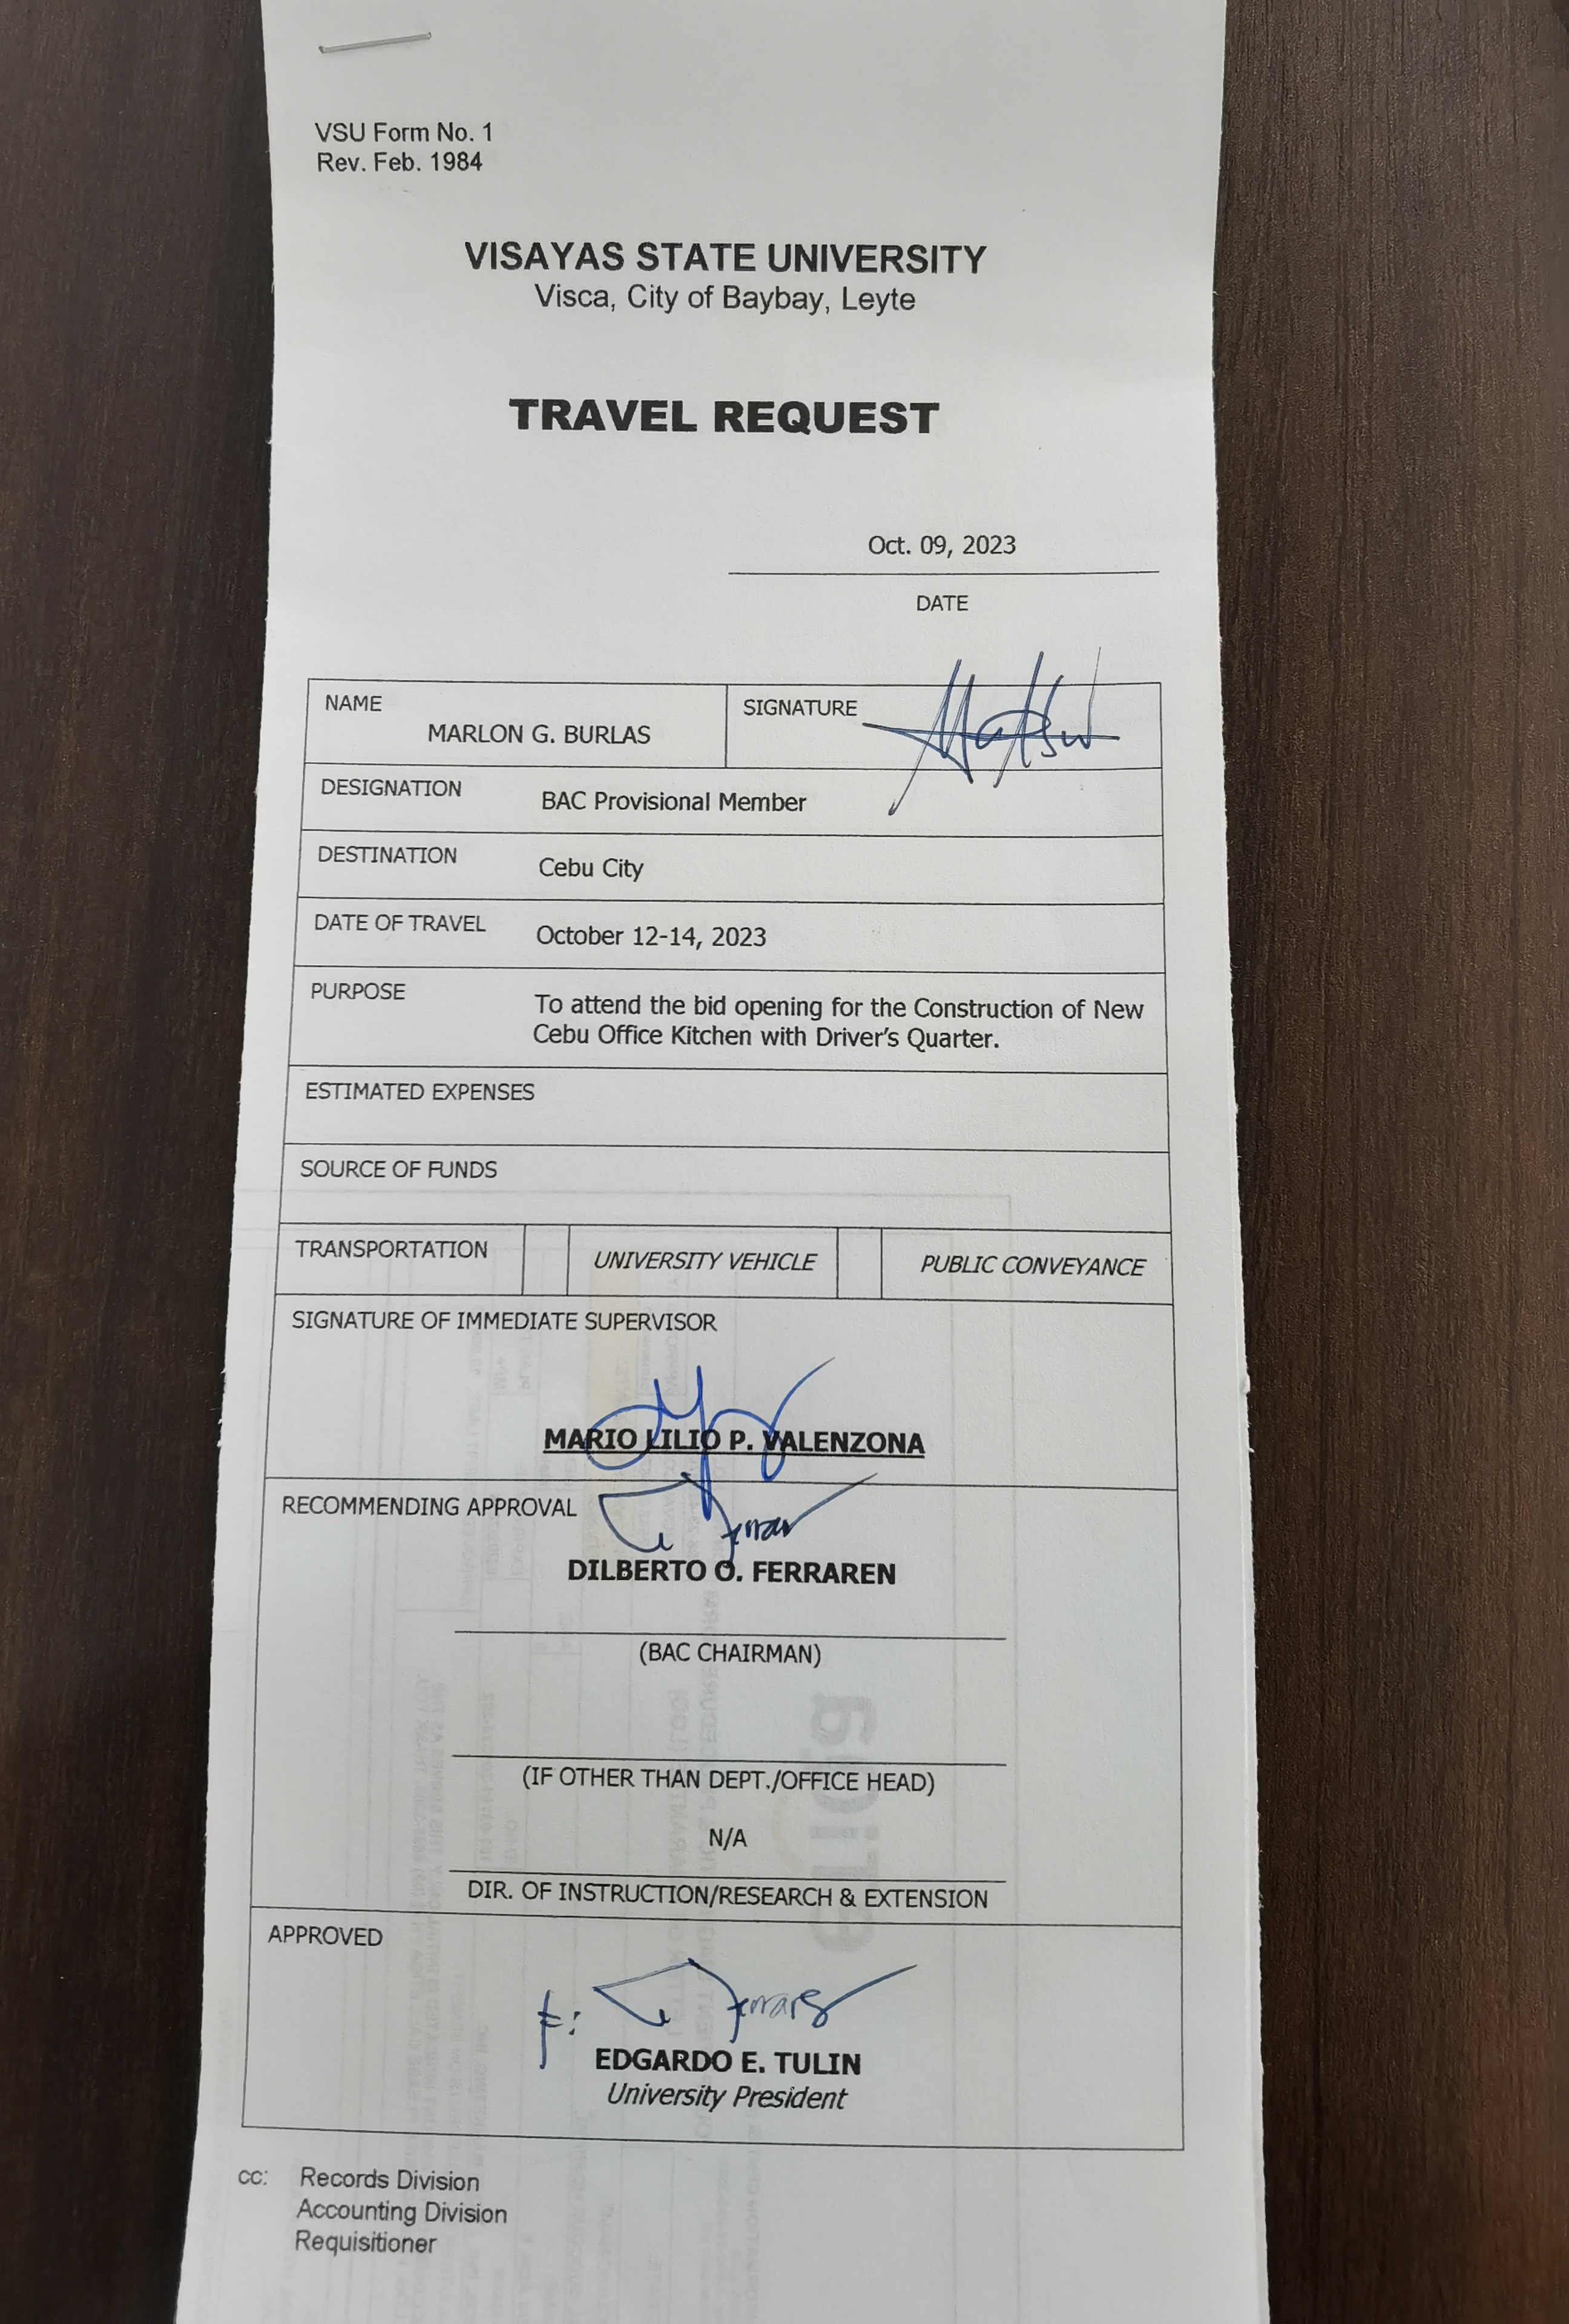 VSU Form No. 1
Rev. Feb. 1984
VISAYAS STATE UNIVERSITY
Visca, City of Baybay, Leyte
TRAVEL REQUEST
Oct. 09, 2023
DATE
NAME
MARLON G. BURLAS
SIGNATURE
DESIGNATION BAC Provisional Member
DESTINATION Cebu City
DATE OF TRAVEL October 12-14, 2023
PURPOSE To attend the bid opening for the Construction of New
Cebu Office Kitchen with Driver's Quarter.
ESTIMATED EXPENSES
SOURCE OF FUNDS
TRANSPORTATION UNIVERSITY VEHICLE PUBLIC CONVEYANCE
SIGNATURE OF IMMEDIATE SUPERVISOR
MARIO LILIO P. VALENZONA
RECOMMENDING APPROVAL
DILBERTO O. FERRAREN
(BAC CHAIRMAN)
(IF OTHER THAN DEPT./OFFICE HEAD)
N/A
DIR. OF INSTRUCTION/RESEARCH & EXTENSION
APPROVED
EDGARDO E. TULIN
University President
cc: Records Division
Accounting Division
Requisitioner